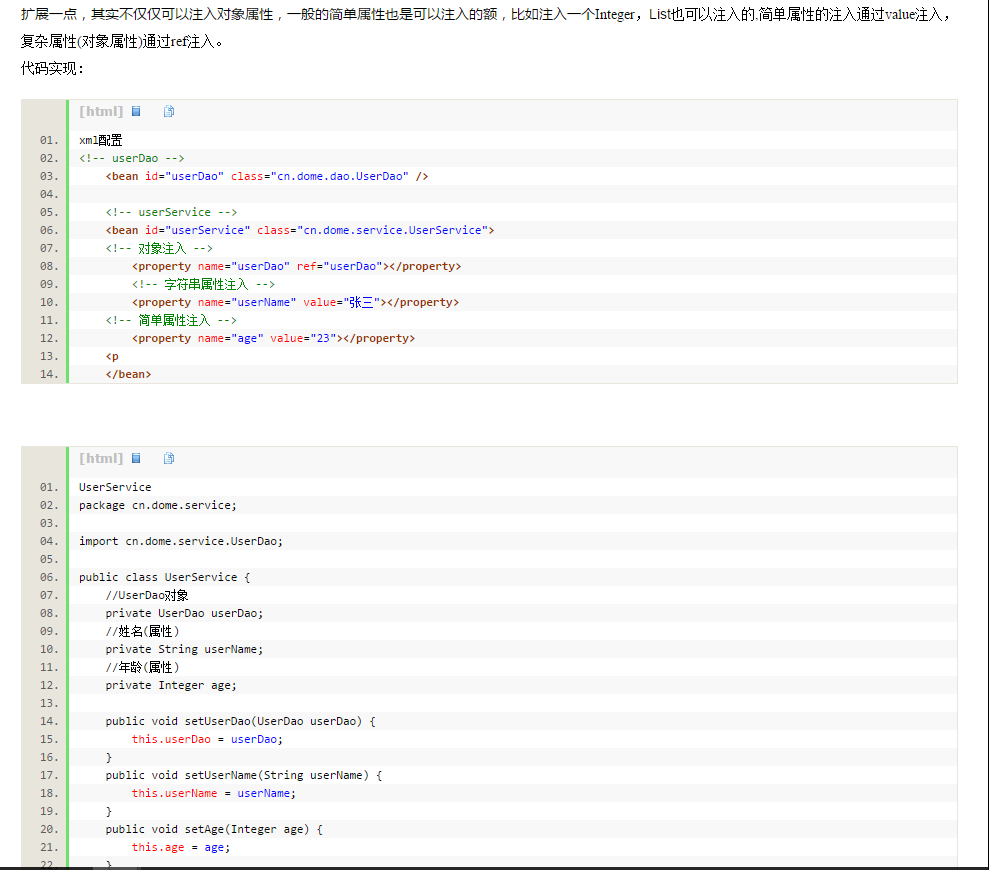 扩展一点，其实不仅仅可以注入对象属性，一般的简单属性也是可以注入的额，比如注入一个Integer，List也可以注入的,简单属性的注入通过value注入，
复杂属性(对象属性)通过ref注入。
代码实现：
[html]
01. xml配置
02. <!-- userDao -->
03. <bean id="userDao" class="cn.dome.dao.UserDao" />
04.
05. <!-- userService -->
06. <bean id="userService" class="cn.dome.service.UserService">
07. <!-- 对象注入 -->
08. <property name="userDao" ref="userDao"></property>
09. <!-- 字符串属性注入 -->
10. <property name="userName" value="张三"></property>
11. <!-- 简单属性注入 -->
12. <property name="age" value="23"></property>
13. <p
14. </bean>
[html]
01. UserService
02. package cn.dome.service;
03.
04. import cn.dome.service.UserDao;
05.
06. public class UserService {
07. //UserDao对象
08. private UserDao userDao;
09. //姓名(属性)
10. private String userName;
11. //年龄(属性)
12. private Integer age;
13.
14. public void setUserDao(UserDao userDao) {
15. this.userDao = userDao;
16. }
17. public void setUserName(String userName) {
18. this.userName = userName;
19. }
20. public void setAge(Integer age) {
21. this.age = age;
22. }